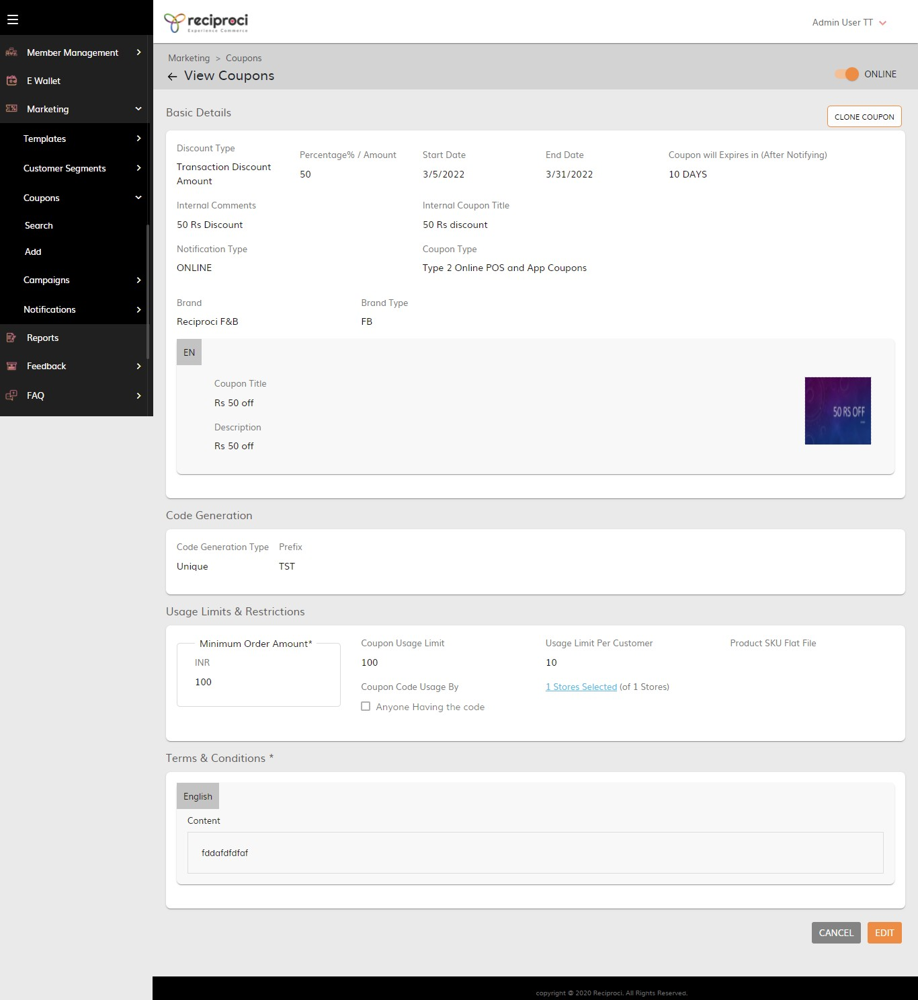 reciproci
Experience Commerce
Admin User TT
Member Management
E Wallet
Marketing
Templates
Customer Segments
Coupons
Search
Add
Campaigns
Notifications
Reports
Feedback
FAQ
Marketing > Coupons
View Coupons
ONLINE
Basic Details
CLONE COUPON
Discount Type
Transaction Discount
Amount
Percentage% / Amount
50
Start Date
3/5/2022
End Date
3/31/2022
Coupon will Expires in (After Notifying)
10 DAYS
Internal Comments
50 Rs Discount
Internal Coupon Title
50 Rs discount
Notification Type
ONLINE
Coupon Type
Type 2 Online POS and App Coupons
Brand
Reciproci F&B
Brand Type
FB
EN
Coupon Title
Rs 50 off
Description
Rs 50 off
50 RS OFF
Code Generation
Code Generation Type
Unique
Prefix
TST
Usage Limits & Restrictions
Minimum Order Amount*
INR
100
Coupon Usage Limit
100
Usage Limit Per Customer
10
Product SKU Flat File
Coupon Code Usage By
Anyone Having the code
1 Stores Selected (of 1 Stores)
Terms & Conditions *
English
Content
fddafdfdfaf
CANCEL
EDIT
copyright @ 2020 Reciproci. All Rights Reserved.